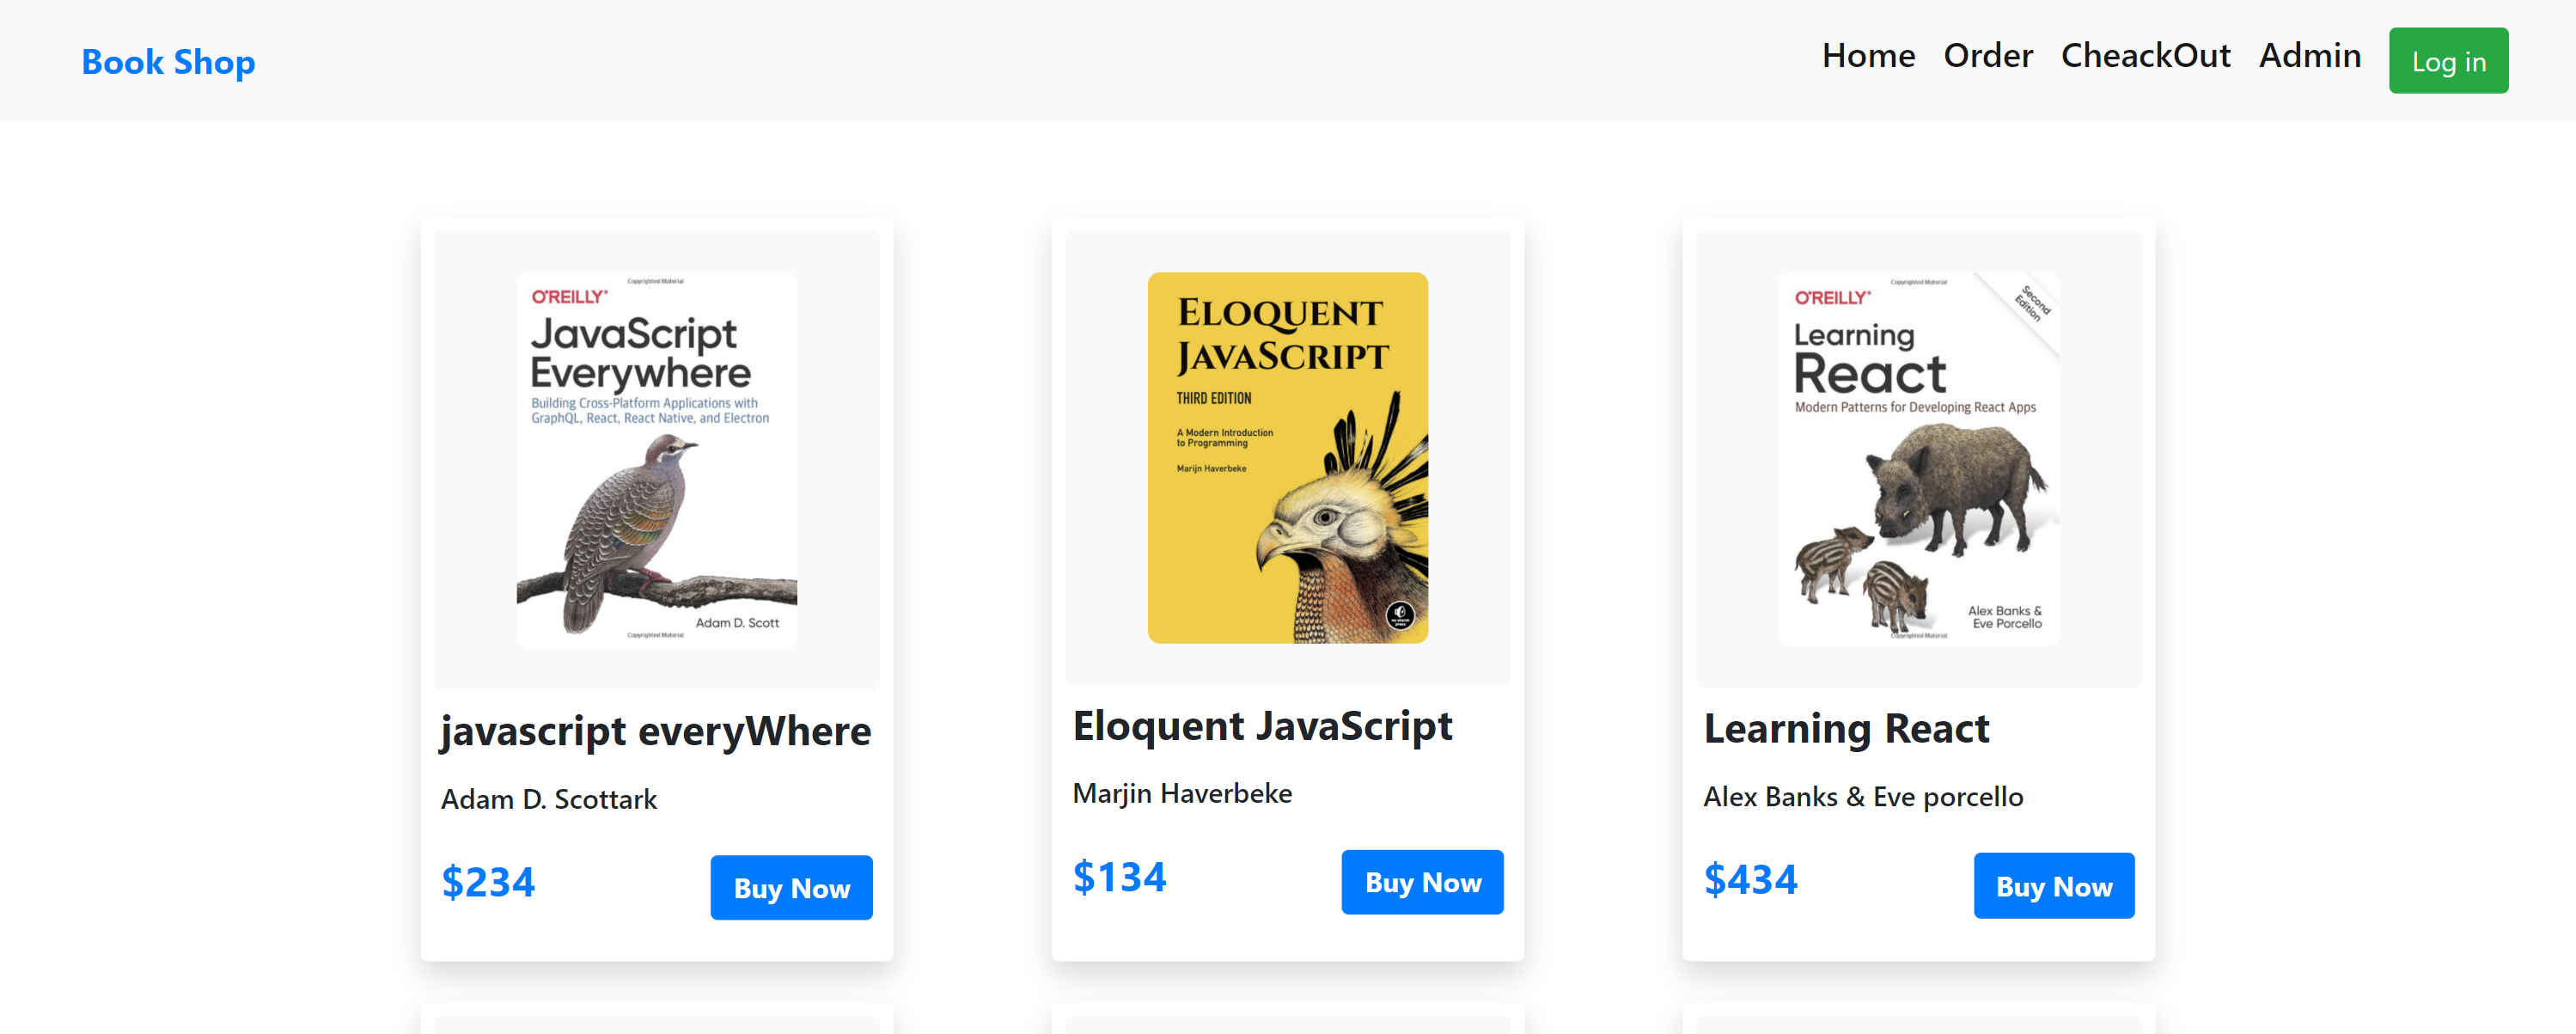 Book Shop
Home Order CheackOut Admin Log in
Copyrighted Material
O'REILLY®
JavaScript
Everywhere
Building Cross-Platform Applications with
GraphQL, React, React Native, and Electron
Adam D. Scott
Copyrighted Material
javascript everyWhere
Adam D. Scottark
$234
Buy Now
ELOQUENT
JAVASCRIPT
THIRD EDITION
A Modern Introduction
to Programming
Marijn Haverbeke
Eloquent JavaScript
Marjin Haverbeke
$134
Buy Now
Copyrighted Material
O'REILLY®
Second
Edition
Learning
React
Modern Patterns for Developing React Apps
Alex Banks &
Eve Porcello
Copyrighted Material
Learning React
Alex Banks & Eve porcello
$434
Buy Now